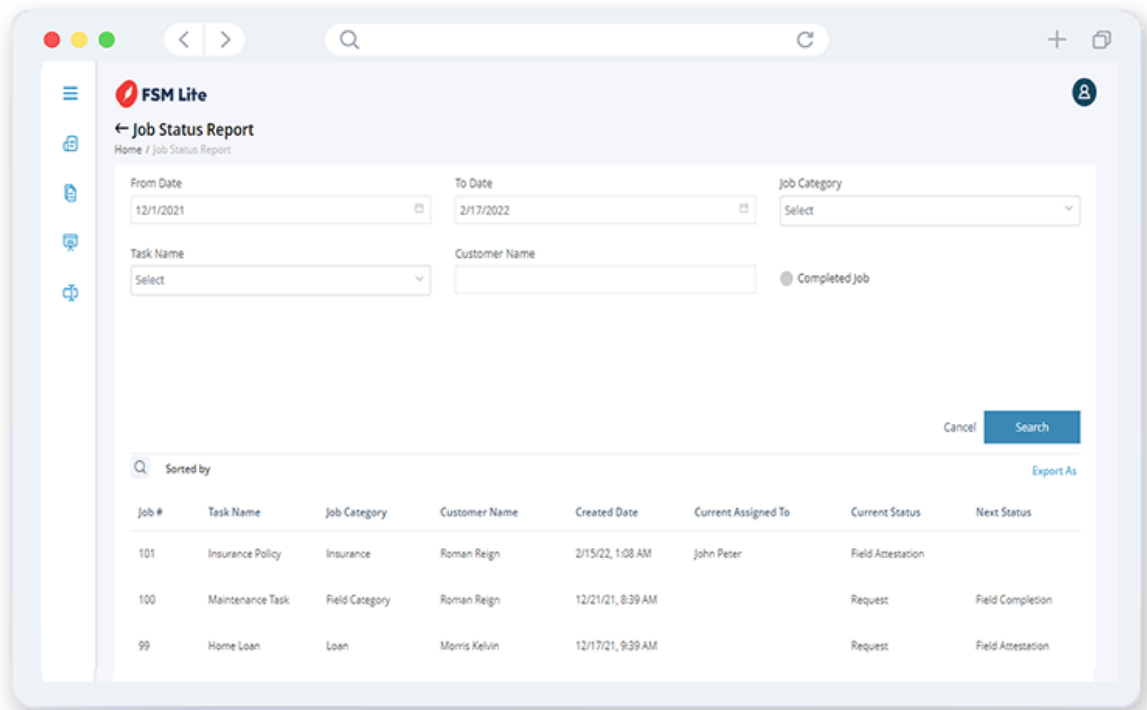 FSM Lite
← Job Status Report
Home / Job Status Report
From Date To Date Job Category
12/1/2021 2/17/2022 Select
Task Name Customer Name
Select Completed Job
Cancel Search
Sorted by Export As
Job # Task Name Job Category Customer Name Created Date Current Assigned To Current Status Next Status
101 Insurance Policy Insurance Roman Reign 2/15/22, 1:08 AM John Peter Field Attestation
100 Maintenance Task Field Category Roman Reign 12/21/21, 8:39 AM Request Field Completion
99 Home Loan Loan Morris Kelvin 12/17/21, 9:39 AM Request Field Attestation